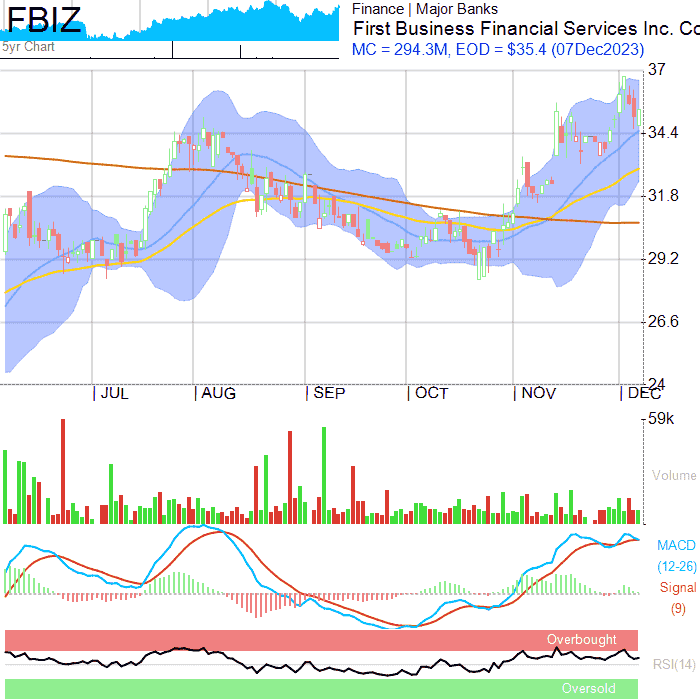 FBIZ
5yr Chart
Finance | Major Banks
First Business Financial Services Inc. Co
MC = 294.3M, EOD = $35.4 (07Dec2023)
37
34.4
31.8
29.2
26.6
24
JUL AUG SEP OCT NOV DEC
59k
Volume
MACD
(12-26)
Signal
(9)
Overbought
RSI(14)
Oversold